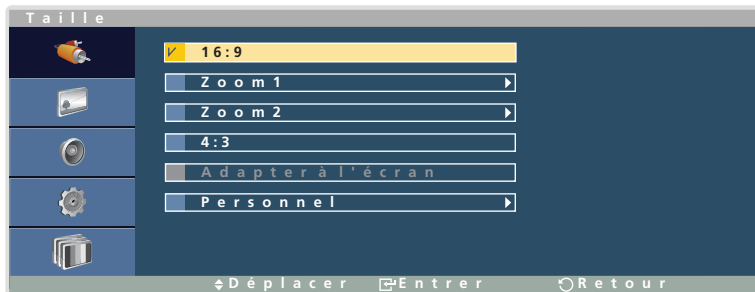 Taille
16:9
Zoom1
Zoom2
4:3
Adapter à l'écran
Personnel
Déplacer Entrer Retour